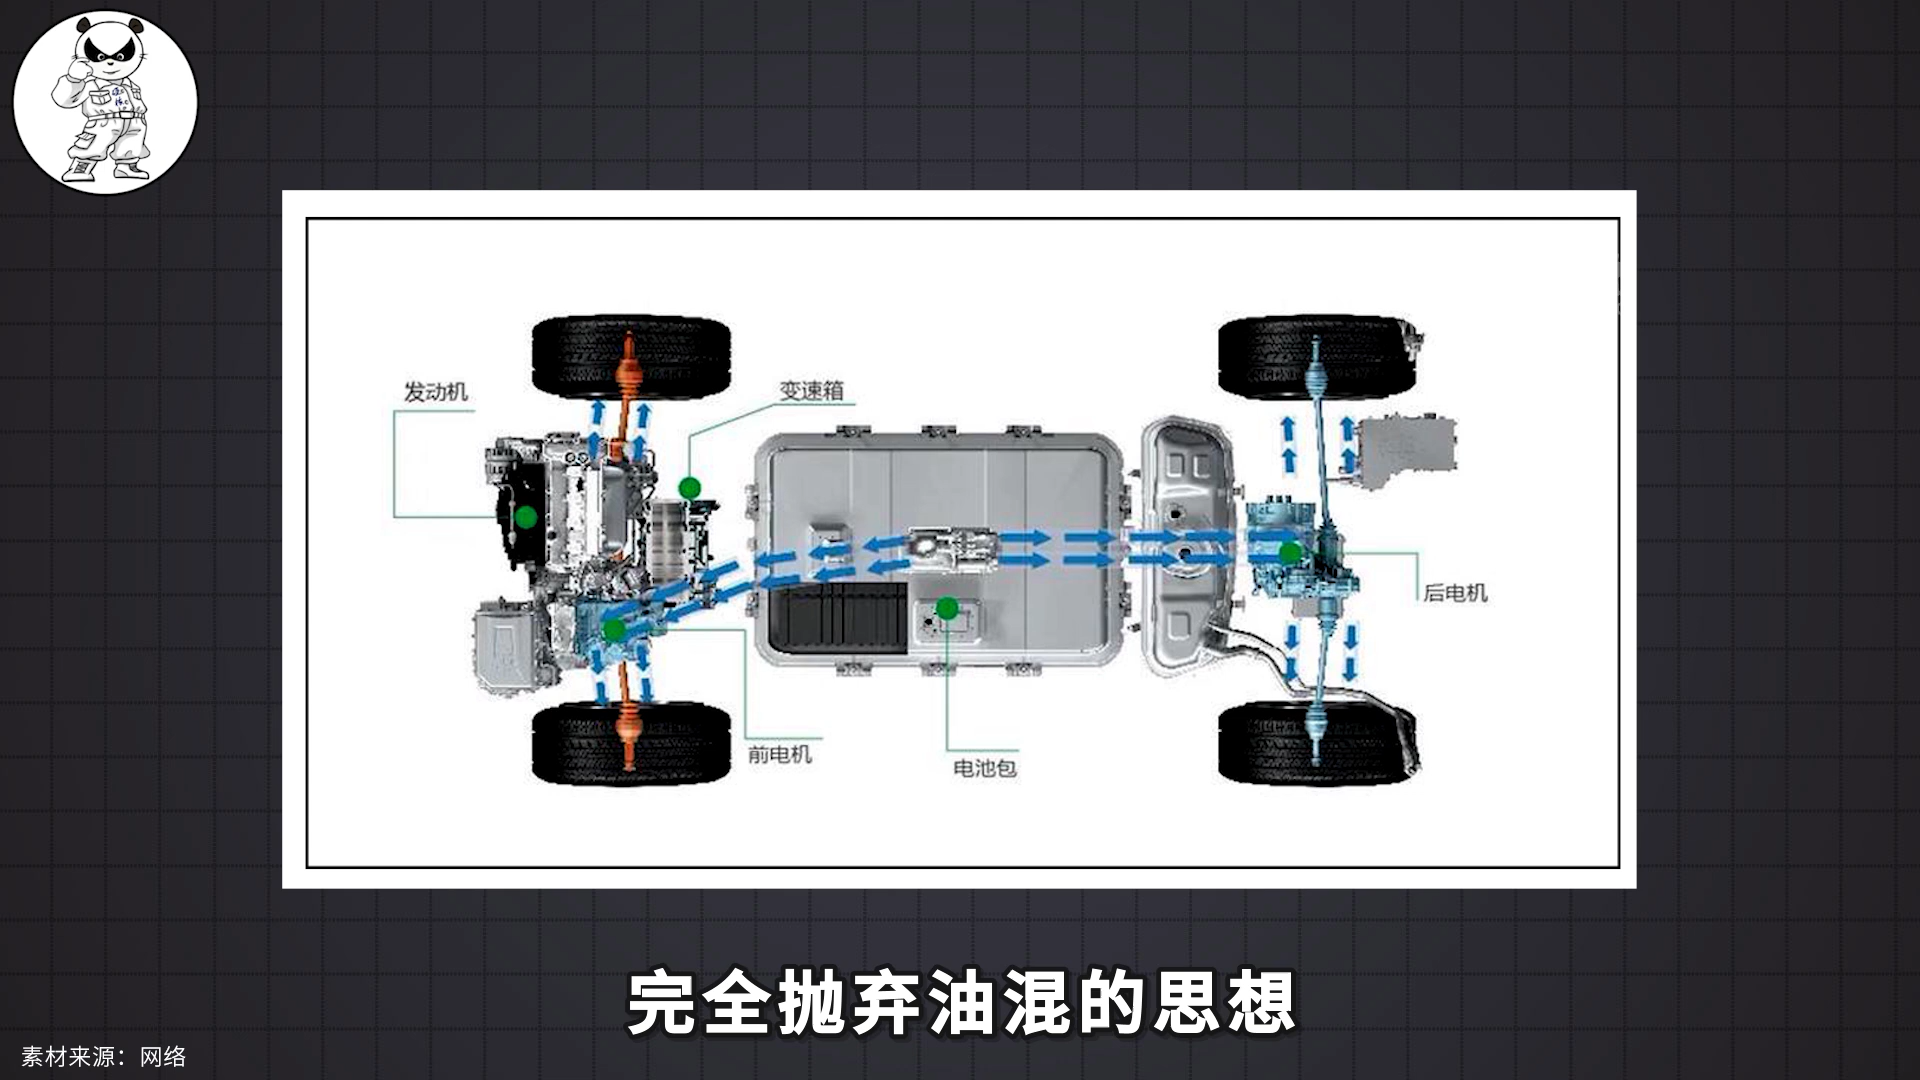 发动机
变速箱
后电机
前电机
电池包
完全抛弃油混的思想
素材来源：网络